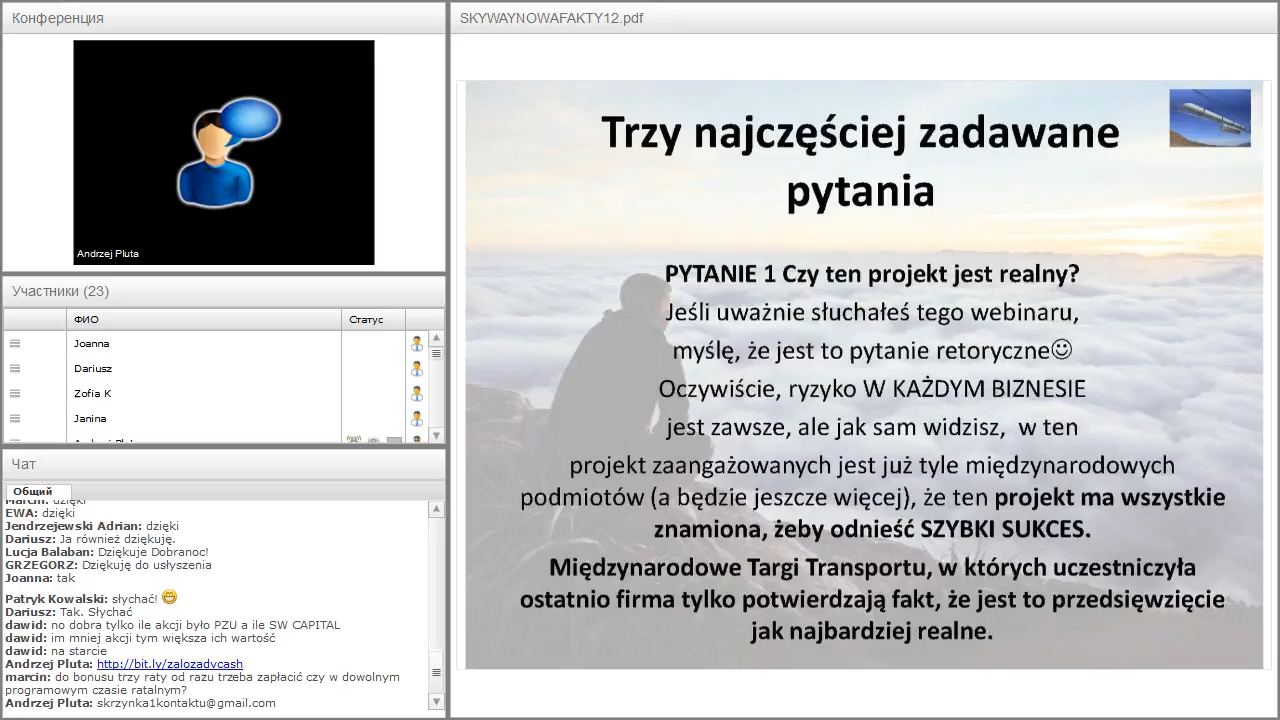 Конференция
Andrzej Pluta
Участники (23)
ФИО
Статус
Joanna
Dariusz
Zofia K
Janina
Чат
Общий
Marcin: dzięki
EWA: dzięki
Jendrzejewski Adrian: dzięki
Dariusz: Ja również dziękuję.
Lucja Balaban: Dziękuje Dobranoc!
GRZEGORZ: Dziękuję do usłyszenia
Joanna: tak
Patryk Kowalski: słychać!
Dariusz: Tak. Słychać
dawid: no dobra tylko ile akcji było PZU a ile SW CAPITAL
dawid: im mniej akcji tym większa ich wartość
dawid: na starcie
Andrzej Pluta: http://bit.ly/zalozadvcash
marcin: do bonusu trzy raty od razu trzeba zapłacić czy w dowolnym
programowym czasie ratalnym?
Andrzej Pluta: skrzynka1kontaktu@gmail.com
SKYWAYNOWAFAKTY12.pdf
Trzy najczęściej zadawane
pytania
PYTANIE 1 Czy ten projekt jest realny?
Jeśli uważnie słuchałeś tego webinaru,
myślę, że jest to pytanie retoryczne☺
Oczywiście, ryzyko W KAŻDYM BIZNESIE
jest zawsze, ale jak sam widzisz, w ten
projekt zaangażowanych jest już tyle międzynarodowych
podmiotów (a będzie jeszcze więcej), że ten projekt ma wszystkie
znamiona, żeby odnieść SZYBKI SUKCES.
Międzynarodowe Targi Transportu, w których uczestniczyła
ostatnio firma tylko potwierdzają fakt, że jest to przedsięwzięcie
jak najbardziej realne.